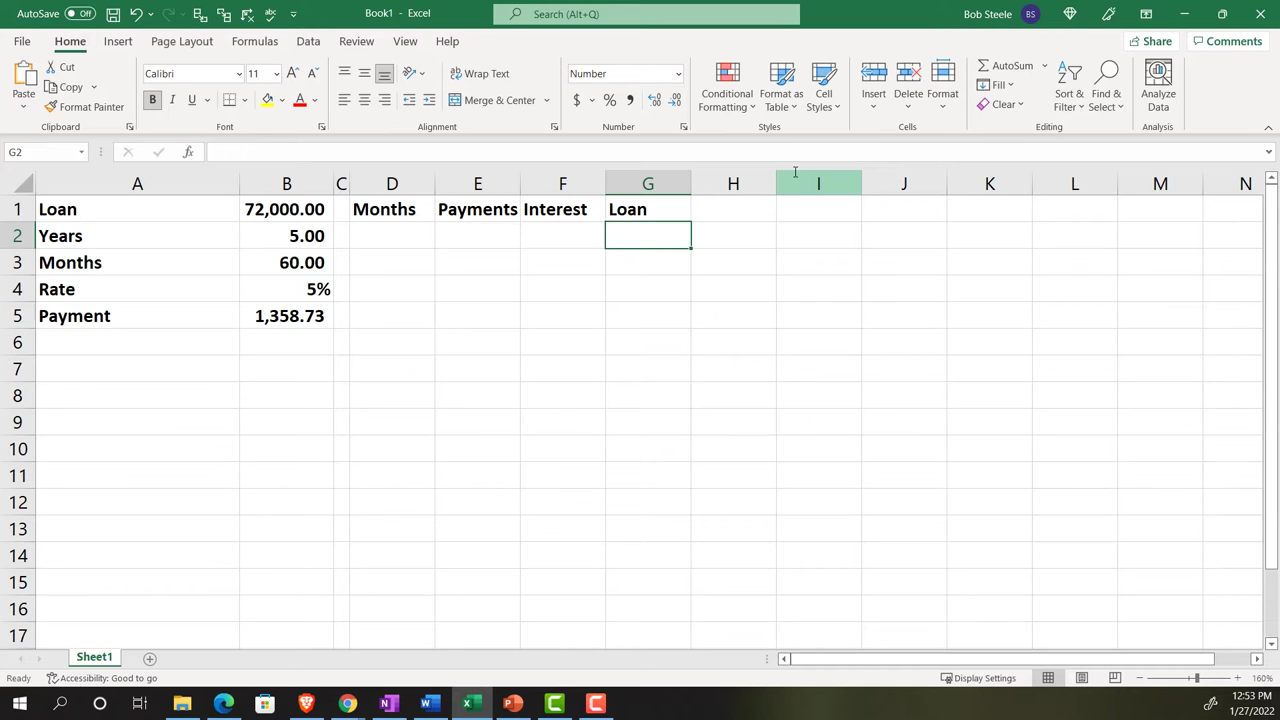 AutoSave Off Book1 - Excel Search (Alt+Q) Bob Steele BS
File Home Insert Page Layout Formulas Data Review View Help Share Comments
Paste Cut Copy Format Painter Clipboard
Calibri 11 B I U A Font
Wrap Text Merge & Center Alignment
Number $ % , Number
Conditional Formatting Format as Table Cell Styles Styles
Insert Delete Format Cells
AutoSum Fill Clear Sort & Filter Find & Select Editing
Analyze Data Analysis
G2 fx
A B C D E F G H I J K L M N
1 Loan 72,000.00 Months Payments Interest Loan
2 Years 5.00
3 Months 60.00
4 Rate 5%
5 Payment 1,358.73
6
7
8
9
10
11
12
13
14
15
16
17
Sheet1
Ready Accessibility: Good to go Display Settings 160%
12:53 PM
1/27/2022